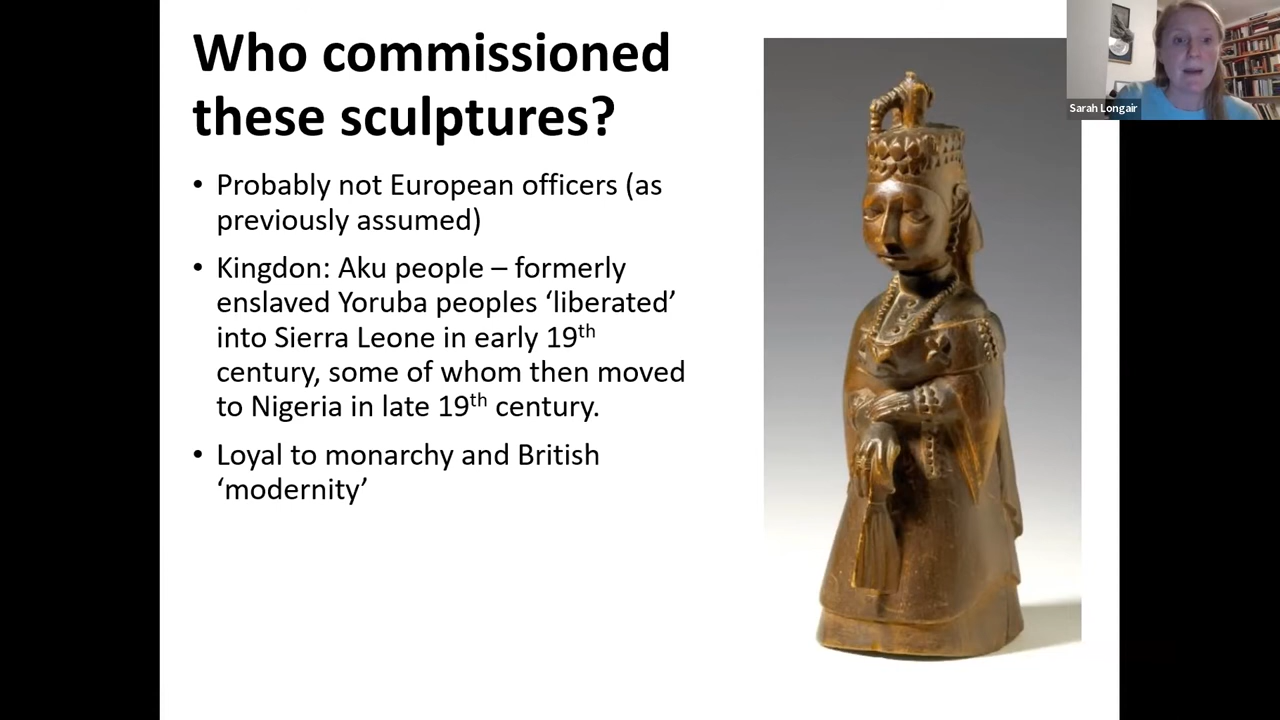 Who commissioned
these sculptures?
• Probably not European officers (as
previously assumed)
• Kingdon: Aku people – formerly
enslaved Yoruba peoples ‘liberated’
into Sierra Leone in early 19th
century, some of whom then moved
to Nigeria in late 19th century.
• Loyal to monarchy and British
‘modernity’
Sarah Longair